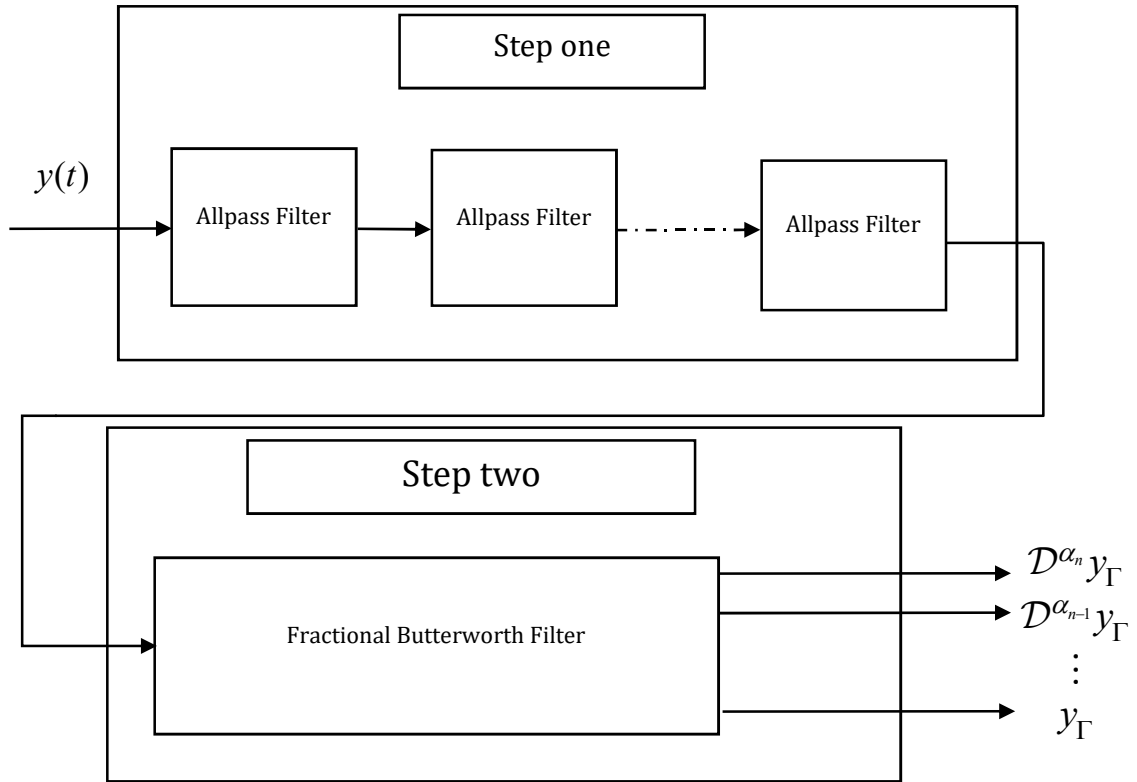 Step one
y(t)
Allpass Filter
Allpass Filter
Allpass Filter
Step two
Fractional Butterworth Filter
𝒟^{α_n} y_Γ
𝒟^{α_{n−1}} y_Γ
⋮
y_Γ